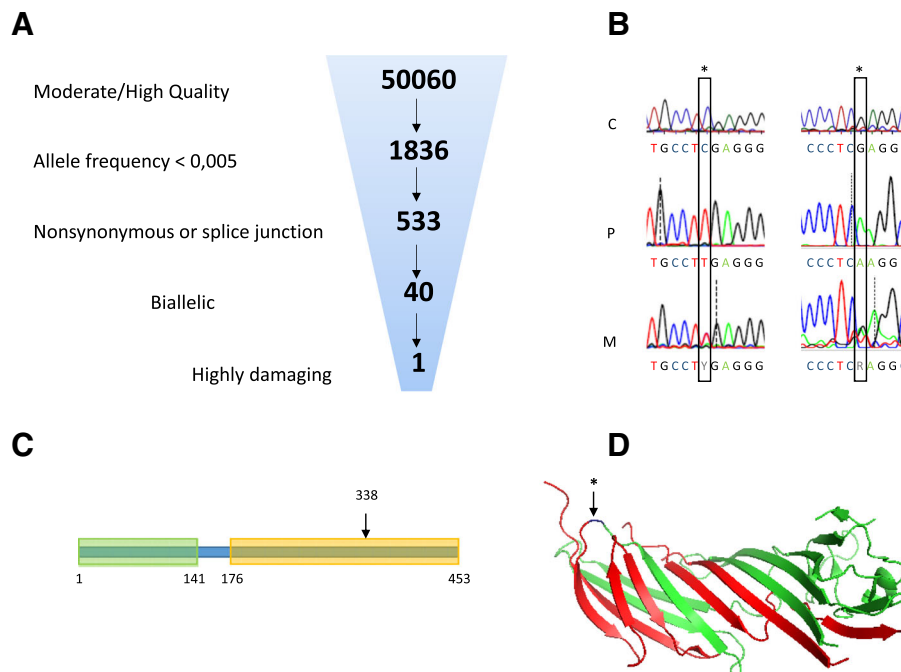 A
Moderate/High Quality
50060
Allele frequency < 0,005
1836
Nonsynonymous or splice junction
533
Biallelic
40
Highly damaging
1
B
* *
C
TGCCTCGAGGG CCCTCGAGG
P
TGCCTTGAGGG CCCTCAAGG
M
TGCCTYGAGGG CCCTCRAGG
C
338
1 141 176 453
D
*